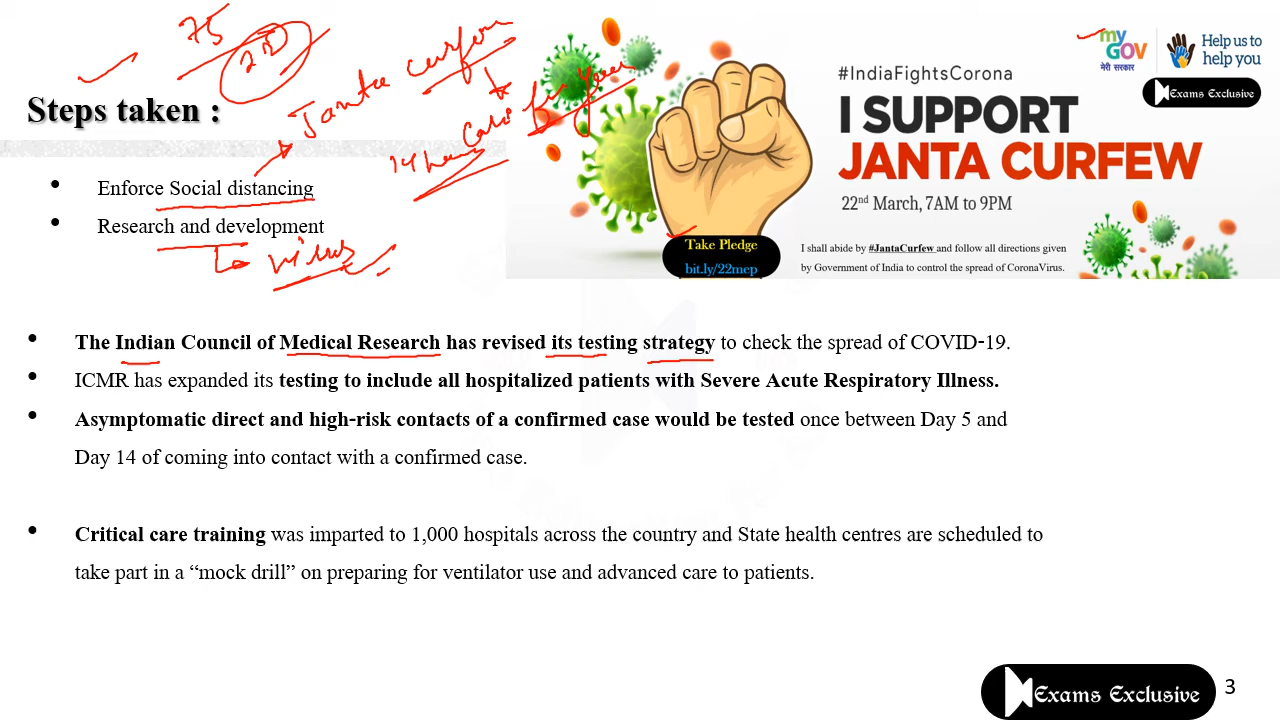 75
Janta curfew
14 hour
Steps taken :
• Enforce Social distancing
• Research and development
To virus
my
GOV
मेरी सरकार
Help us to
help you
Exams Exclusive
#IndiaFightsCorona
I SUPPORT
JANTA CURFEW
22nd March, 7AM to 9PM
Take Pledge
bit.ly/22mep
I shall abide by #JantaCurfew and follow all directions given
by Government of India to control the spread of CoronaVirus.
• The Indian Council of Medical Research has revised its testing strategy to check the spread of COVID-19.
• ICMR has expanded its testing to include all hospitalized patients with Severe Acute Respiratory Illness.
• Asymptomatic direct and high-risk contacts of a confirmed case would be tested once between Day 5 and
Day 14 of coming into contact with a confirmed case.
• Critical care training was imparted to 1,000 hospitals across the country and State health centres are scheduled to
take part in a “mock drill” on preparing for ventilator use and advanced care to patients.
Exams Exclusive
3